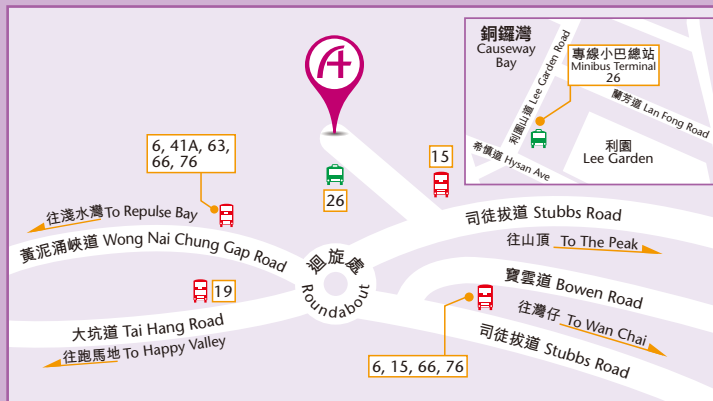 銅鑼灣
Causeway
Bay
利園山道 Lee Garden Road
專線小巴總站
Minibus Terminal
26
蘭芳道 Lan Fong Road
希慎道 Hysan Ave
利園
Lee Garden
6, 41A, 63,
66, 76
15
26
往淺水灣 To Repulse Bay
黃泥涌峽道 Wong Nai Chung Gap Road
司徒拔道 Stubbs Road
往山頂 To The Peak
迴旋處
Roundabout
寶雲道 Bowen Road
19
往灣仔 To Wan Chai
大坑道 Tai Hang Road
司徒拔道 Stubbs Road
往跑馬地 To Happy Valley
6, 15, 66, 76